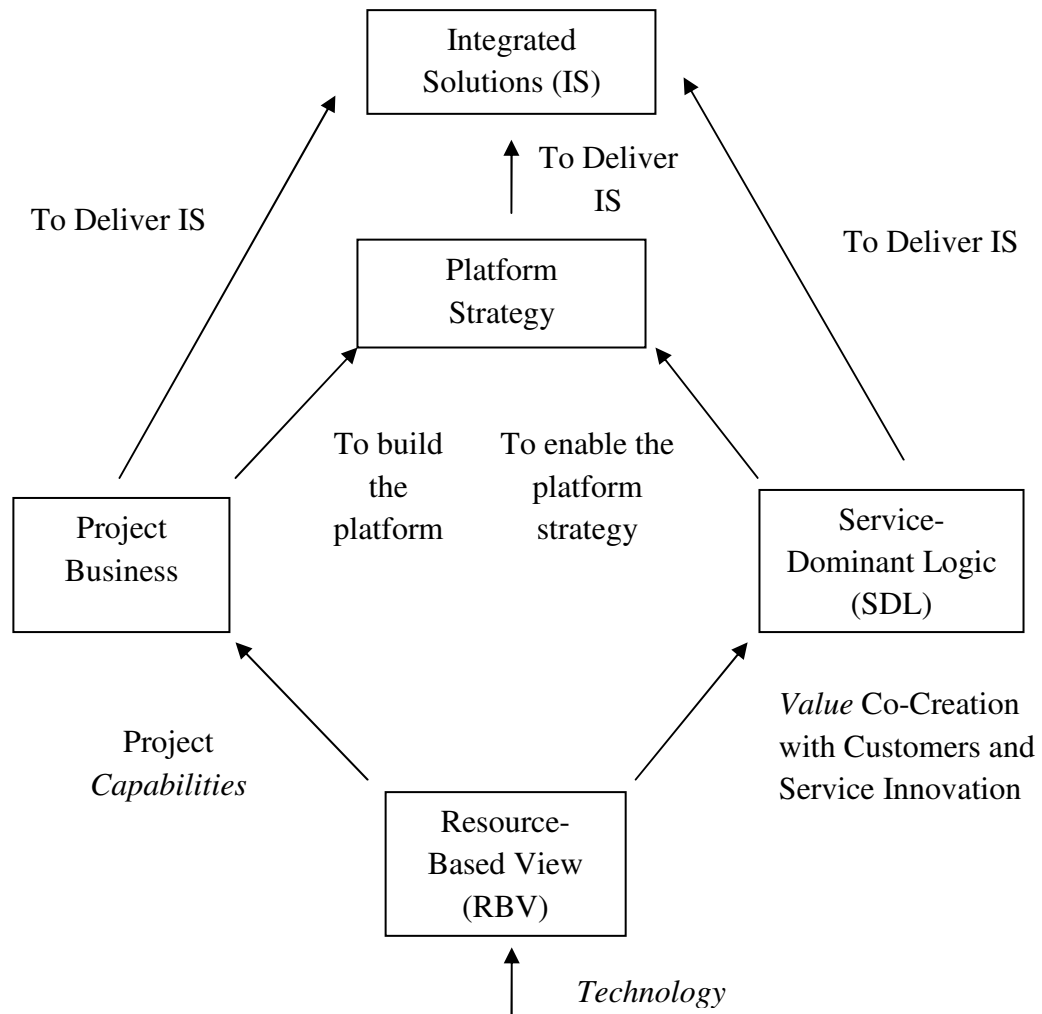 Integrated
Solutions (IS)
To Deliver
IS
To Deliver IS
To Deliver IS
Platform
Strategy
To build
the
platform
To enable the
platform
strategy
Project
Business
Service-
Dominant Logic
(SDL)
Project
Capabilities
Value Co-Creation
with Customers and
Service Innovation
Resource-
Based View
(RBV)
Technology